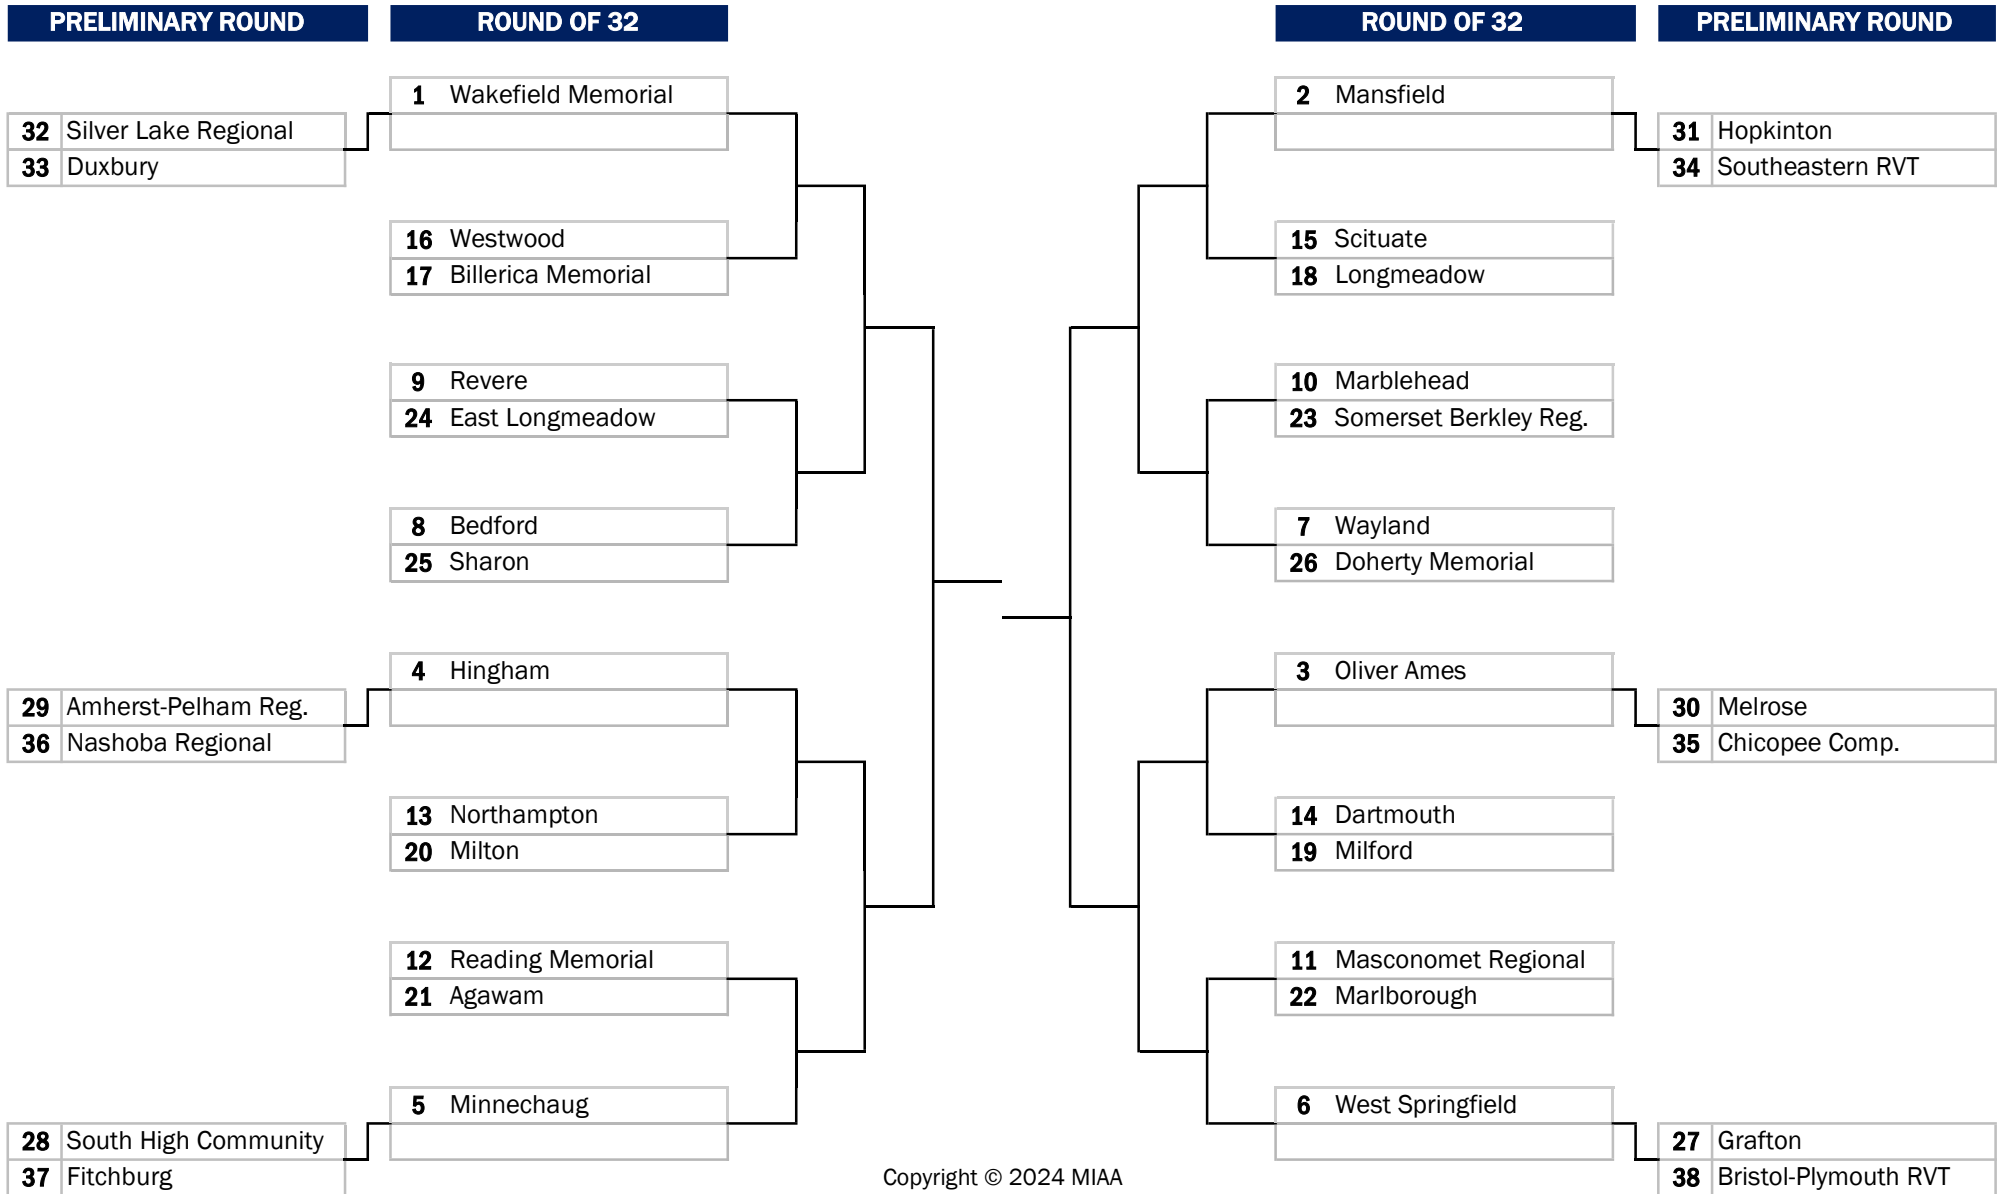 PRELIMINARY ROUND
ROUND OF 32
ROUND OF 32
PRELIMINARY ROUND
32 Silver Lake Regional
33 Duxbury
29 Amherst-Pelham Reg.
36 Nashoba Regional
28 South High Community
37 Fitchburg
1 Wakefield Memorial
16 Westwood
17 Billerica Memorial
9 Revere
24 East Longmeadow
8 Bedford
25 Sharon
4 Hingham
13 Northampton
20 Milton
12 Reading Memorial
21 Agawam
5 Minnechaug
2 Mansfield
15 Scituate
18 Longmeadow
10 Marblehead
23 Somerset Berkley Reg.
7 Wayland
26 Doherty Memorial
3 Oliver Ames
14 Dartmouth
19 Milford
11 Masconomet Regional
22 Marlborough
6 West Springfield
31 Hopkinton
34 Southeastern RVT
30 Melrose
35 Chicopee Comp.
27 Grafton
38 Bristol-Plymouth RVT
Copyright © 2024 MIAA